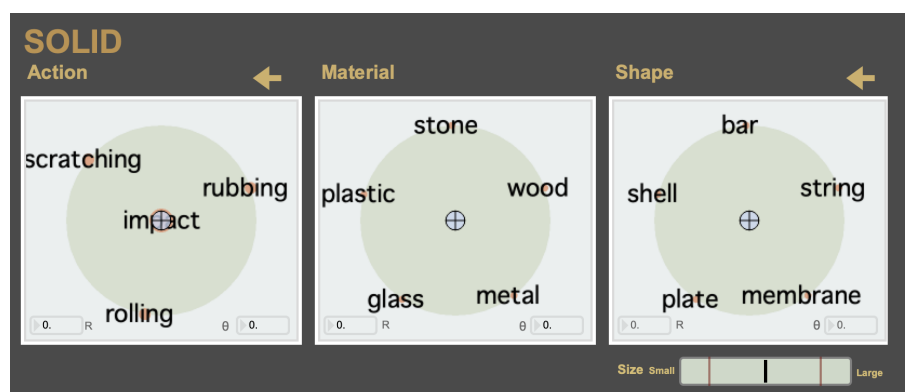 SOLID
Action
scratching
rubbing
impact
rolling
0. R θ 0.
Material
stone
plastic
wood
glass
metal
0. R θ 0.
Shape
bar
shell
string
plate
membrane
0. R θ 0.
Size Small Large